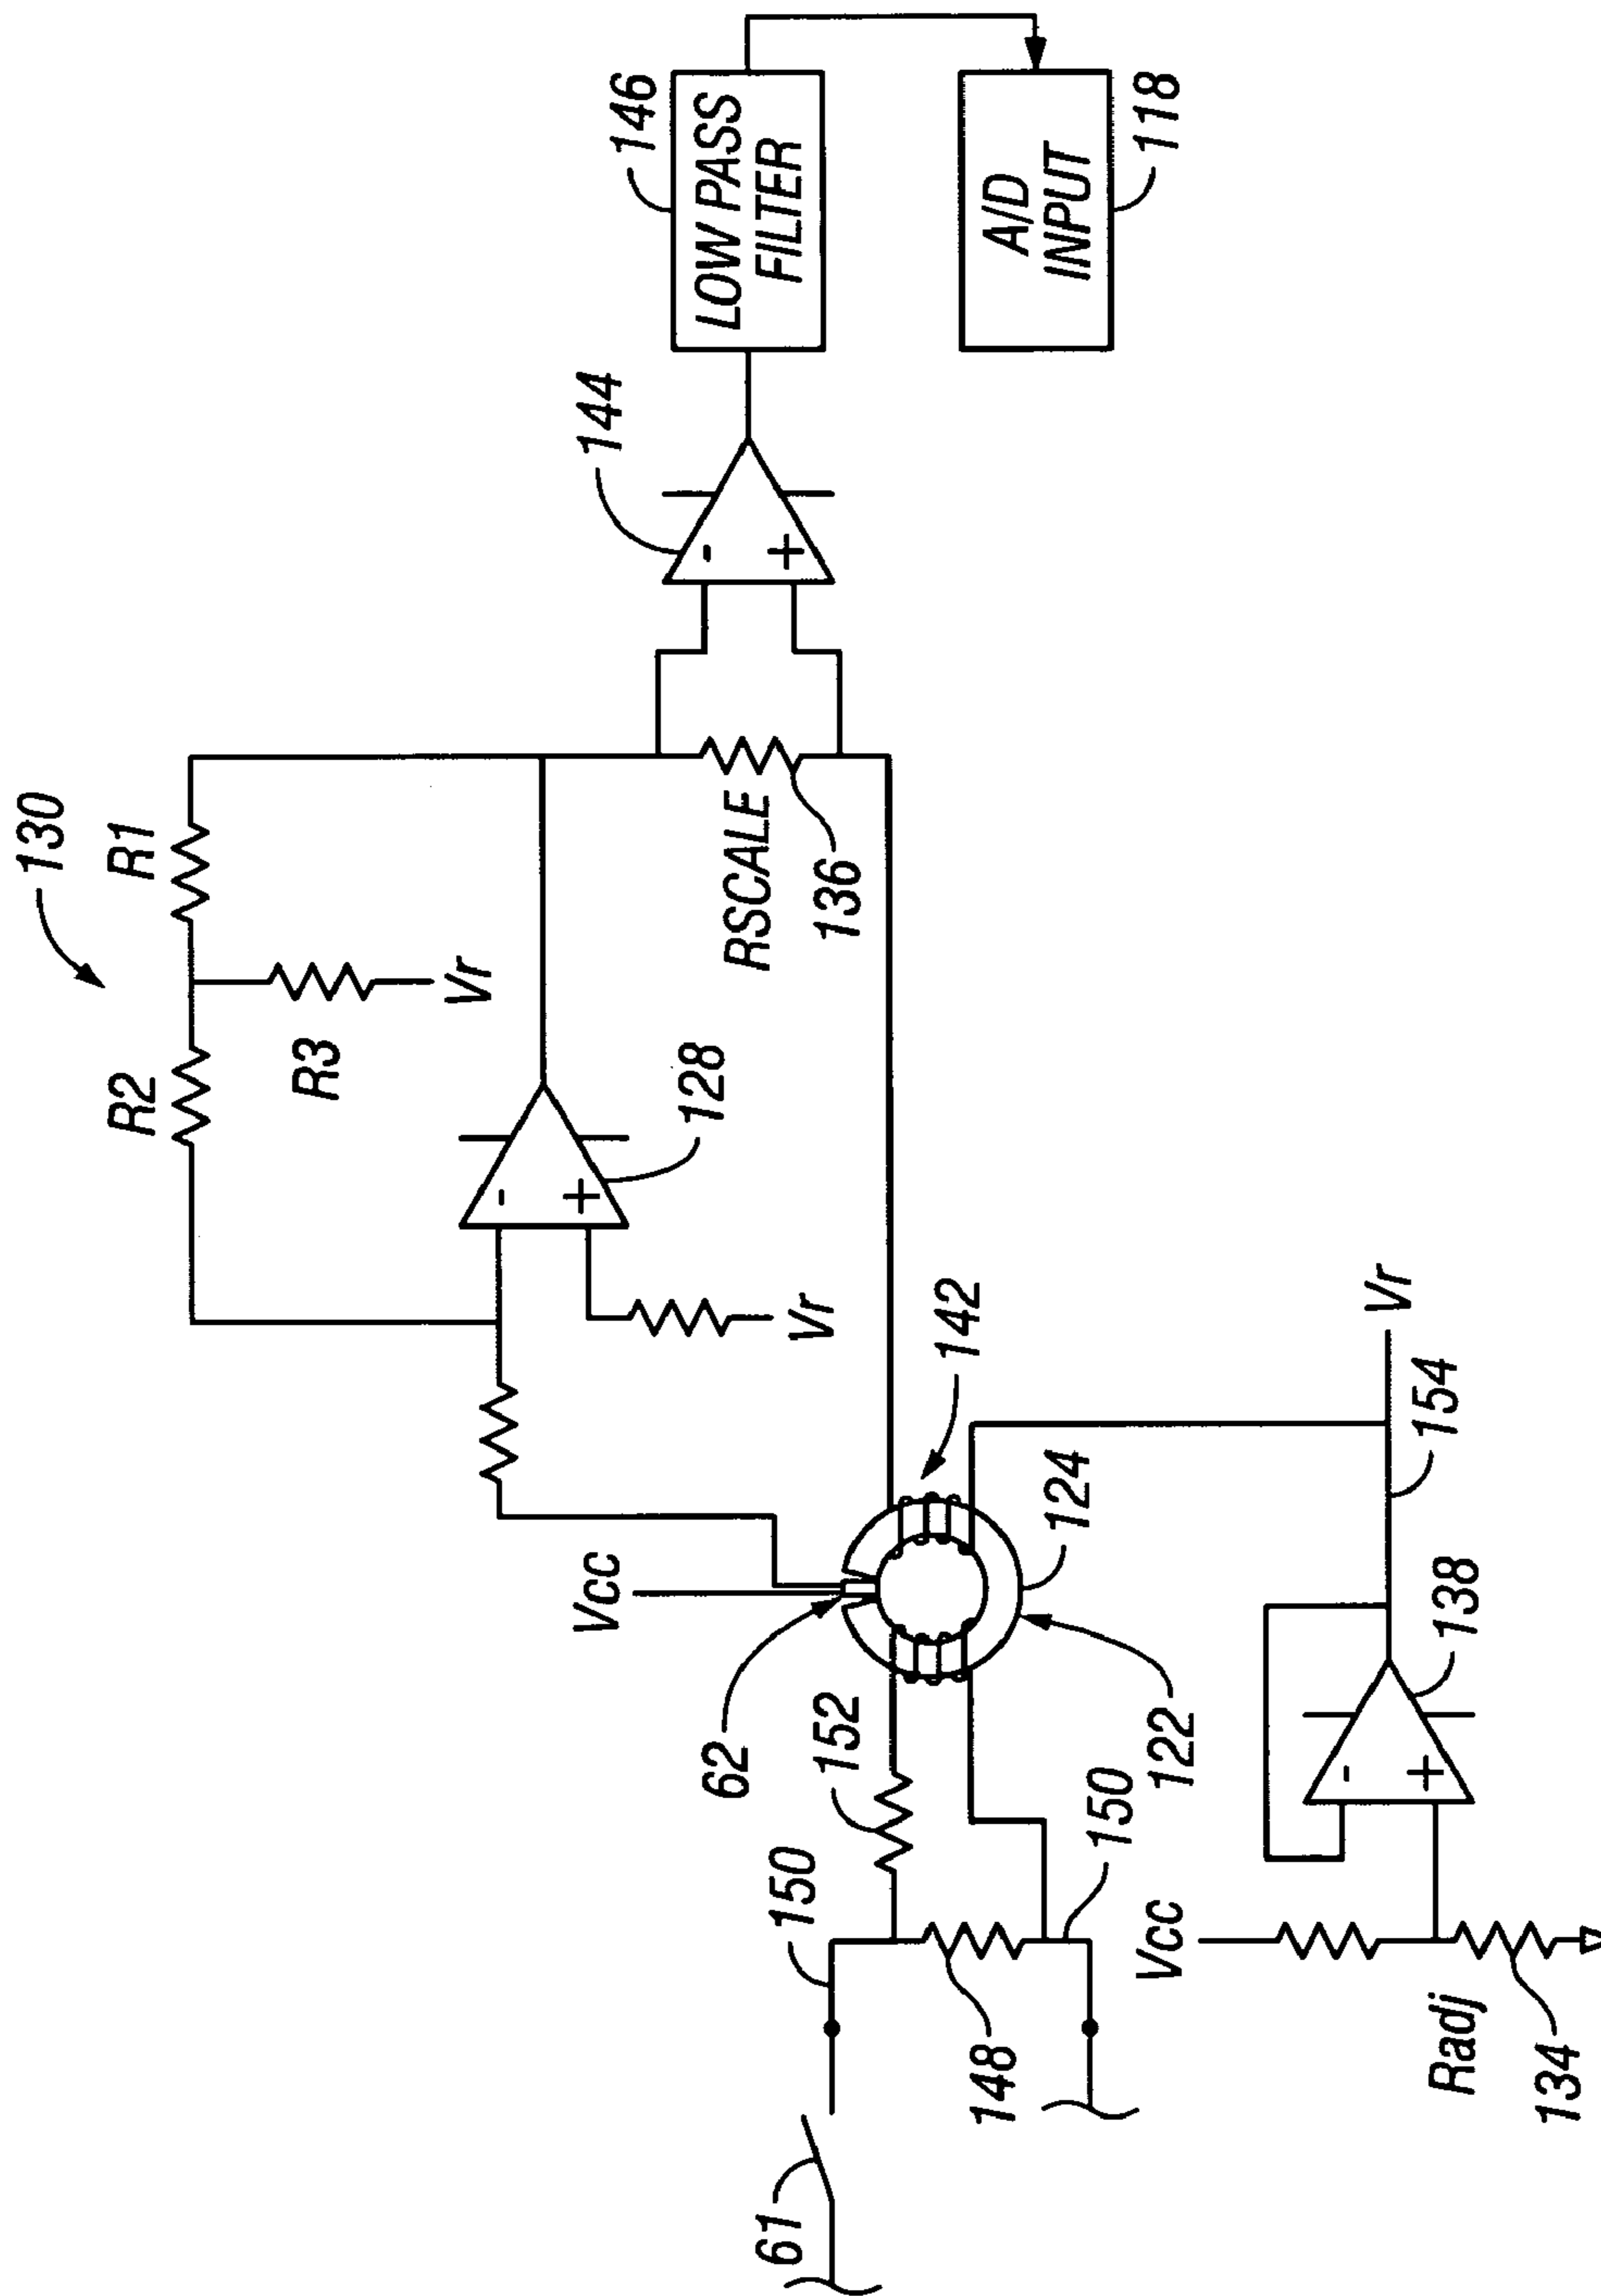 130
R2
R1
R3
Vr
128
Vr
144
146
LOW PASS
FILTER
-
+
-
+
RSCALE
136
A/D
INPUT
118
Vcc
62
142
152
150
61
148
150
122
124
Vcc
Radj
134
-
+
138
154
Vr